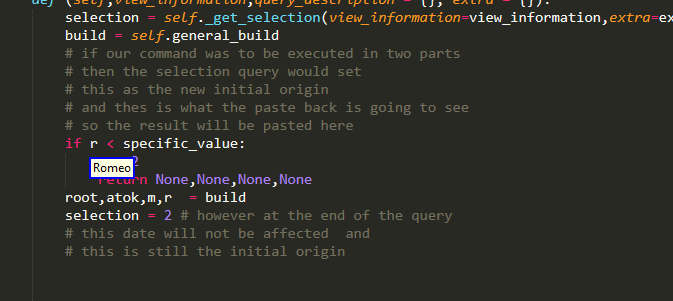 def (self,view_information,query_description = {}, extra = {}):
selection = self._get_selection(view_information=view_information,extra=ex
build = self.general_build
# if our command was to be executed in two parts
# then the selection query would set
# this as the new initial origin
# and thes is what the paste back is going to see
# so the result will be pasted here
if r < specific_value:
2
Romeo
return None,None,None,None
root,atok,m,r = build
selection = 2 # however at the end of the query
# this date will not be affected and
# this is still the initial origin